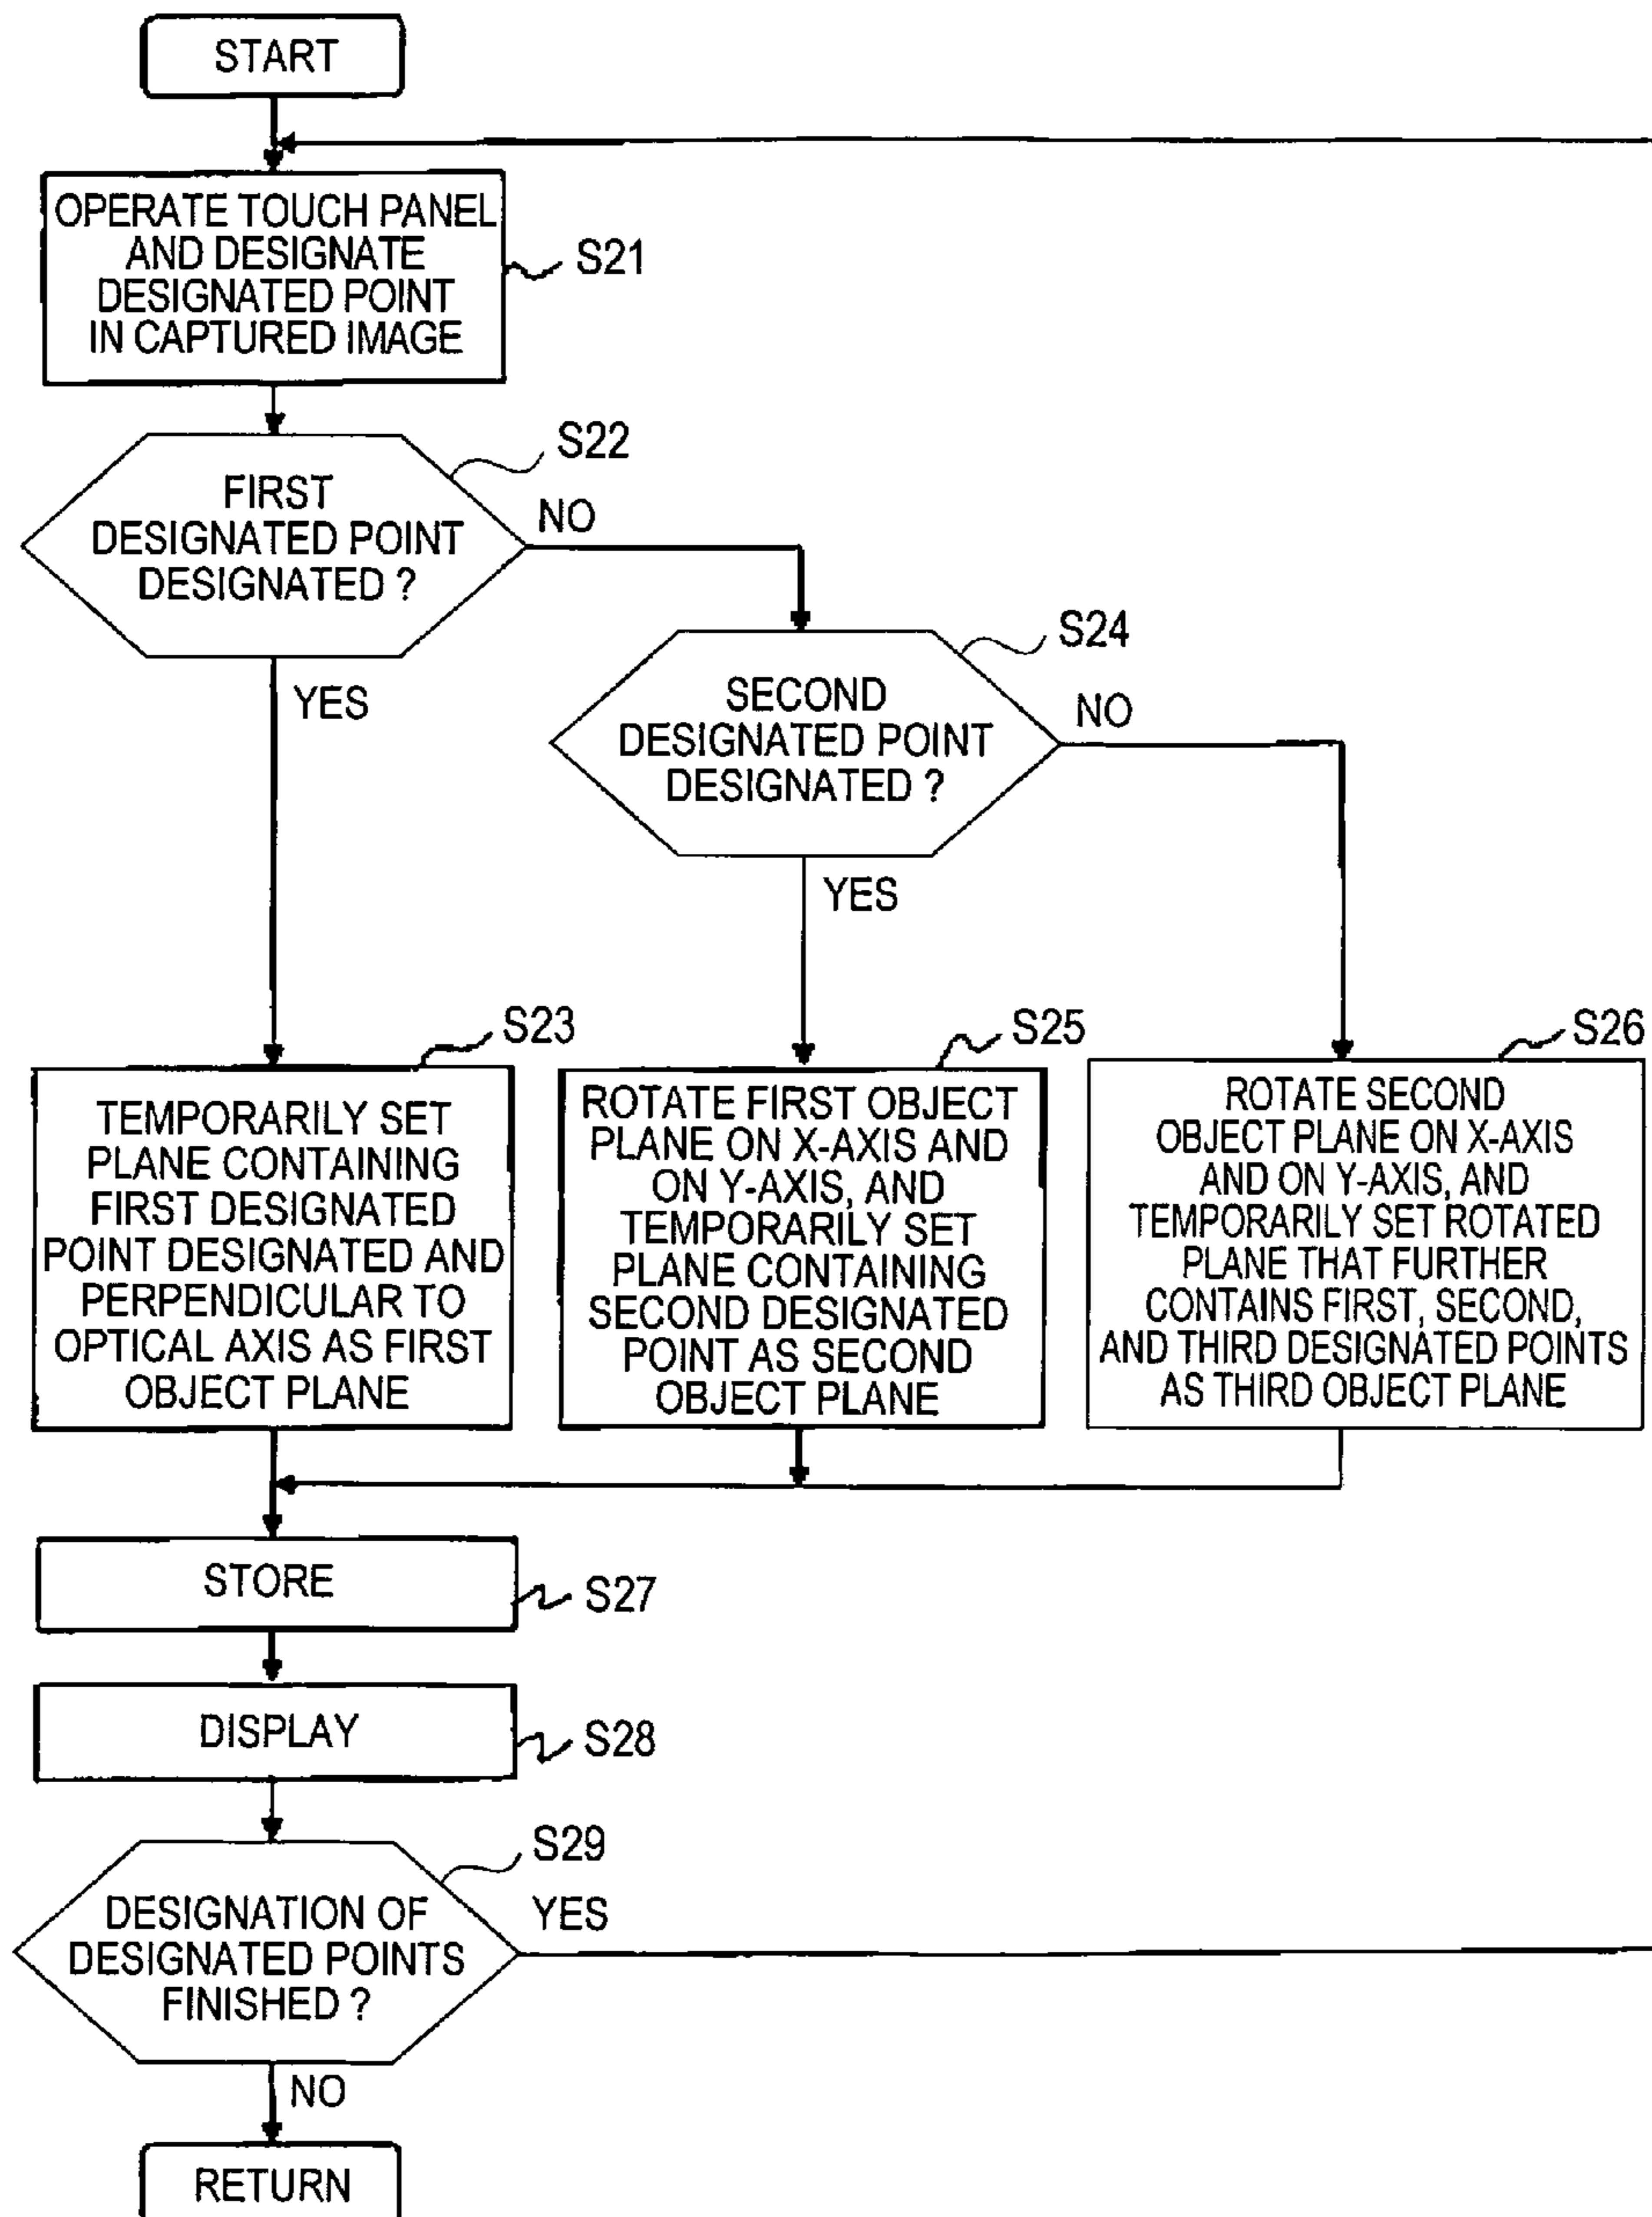 START
OPERATE TOUCH PANEL
AND DESIGNATE
DESIGNATED POINT
IN CAPTURED IMAGE
S21
S22
FIRST
DESIGNATED POINT
DESIGNATED ?
NO
YES
S24
SECOND
DESIGNATED POINT
DESIGNATED ?
NO
YES
S23
TEMPORARILY SET
PLANE CONTAINING
FIRST DESIGNATED
POINT DESIGNATED AND
PERPENDICULAR TO
OPTICAL AXIS AS FIRST
OBJECT PLANE
S25
ROTATE FIRST OBJECT
PLANE ON X-AXIS AND
ON Y-AXIS, AND
TEMPORARILY SET
PLANE CONTAINING
SECOND DESIGNATED
POINT AS SECOND
OBJECT PLANE
S26
ROTATE SECOND
OBJECT PLANE ON X-AXIS
AND ON Y-AXIS, AND
TEMPORARILY SET ROTATED
PLANE THAT FURTHER
CONTAINS FIRST, SECOND,
AND THIRD DESIGNATED POINTS
AS THIRD OBJECT PLANE
STORE
S27
DISPLAY
S28
S29
DESIGNATION OF
DESIGNATED POINTS
FINISHED ?
YES
NO
RETURN